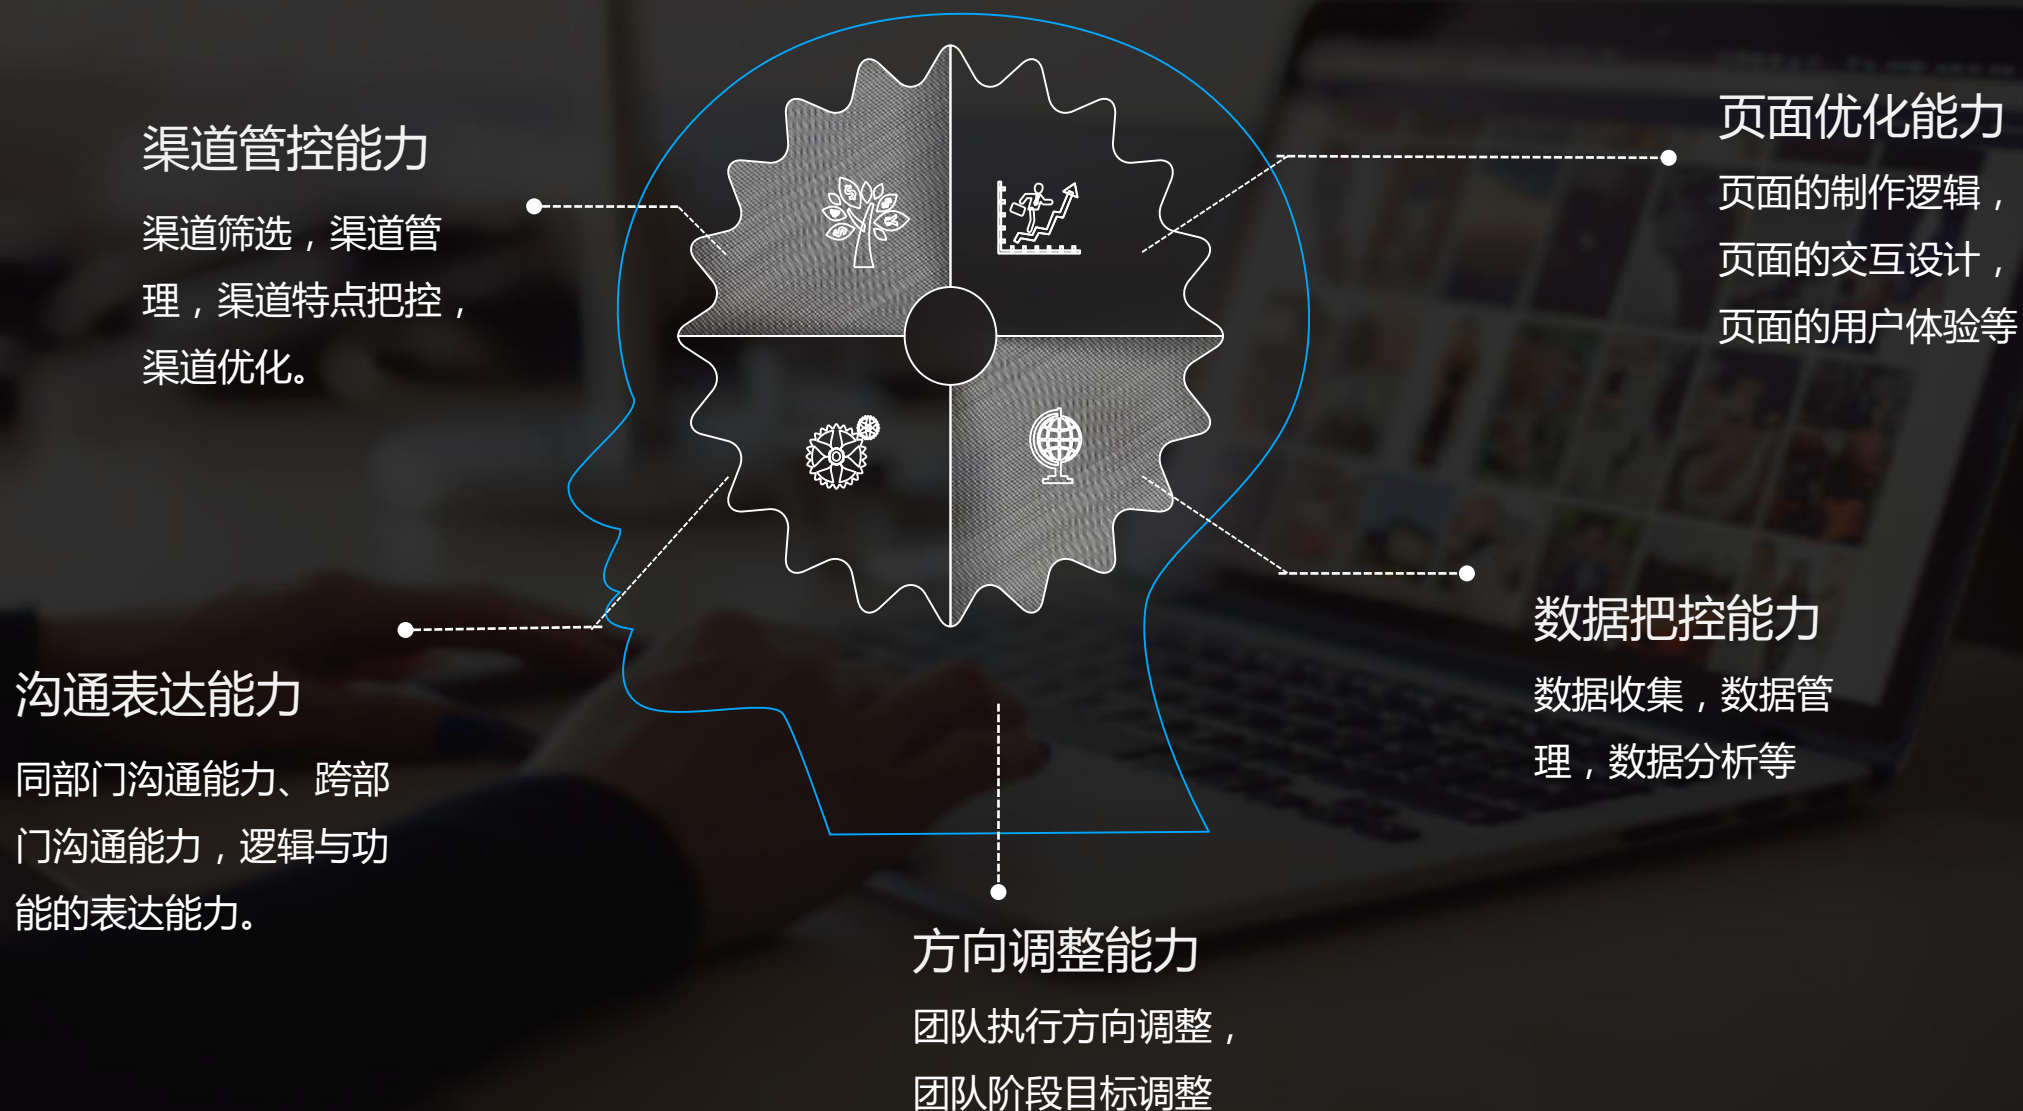 渠道管控能力
渠道筛选，渠道管
理，渠道特点把控，
渠道优化。
页面优化能力
页面的制作逻辑，
页面的交互设计，
页面的用户体验等
沟通表达能力
同部门沟通能力、跨部
门沟通能力，逻辑与功
能的表达能力。
数据把控能力
数据收集，数据管
理，数据分析等
方向调整能力
团队执行方向调整，
团队阶段目标调整